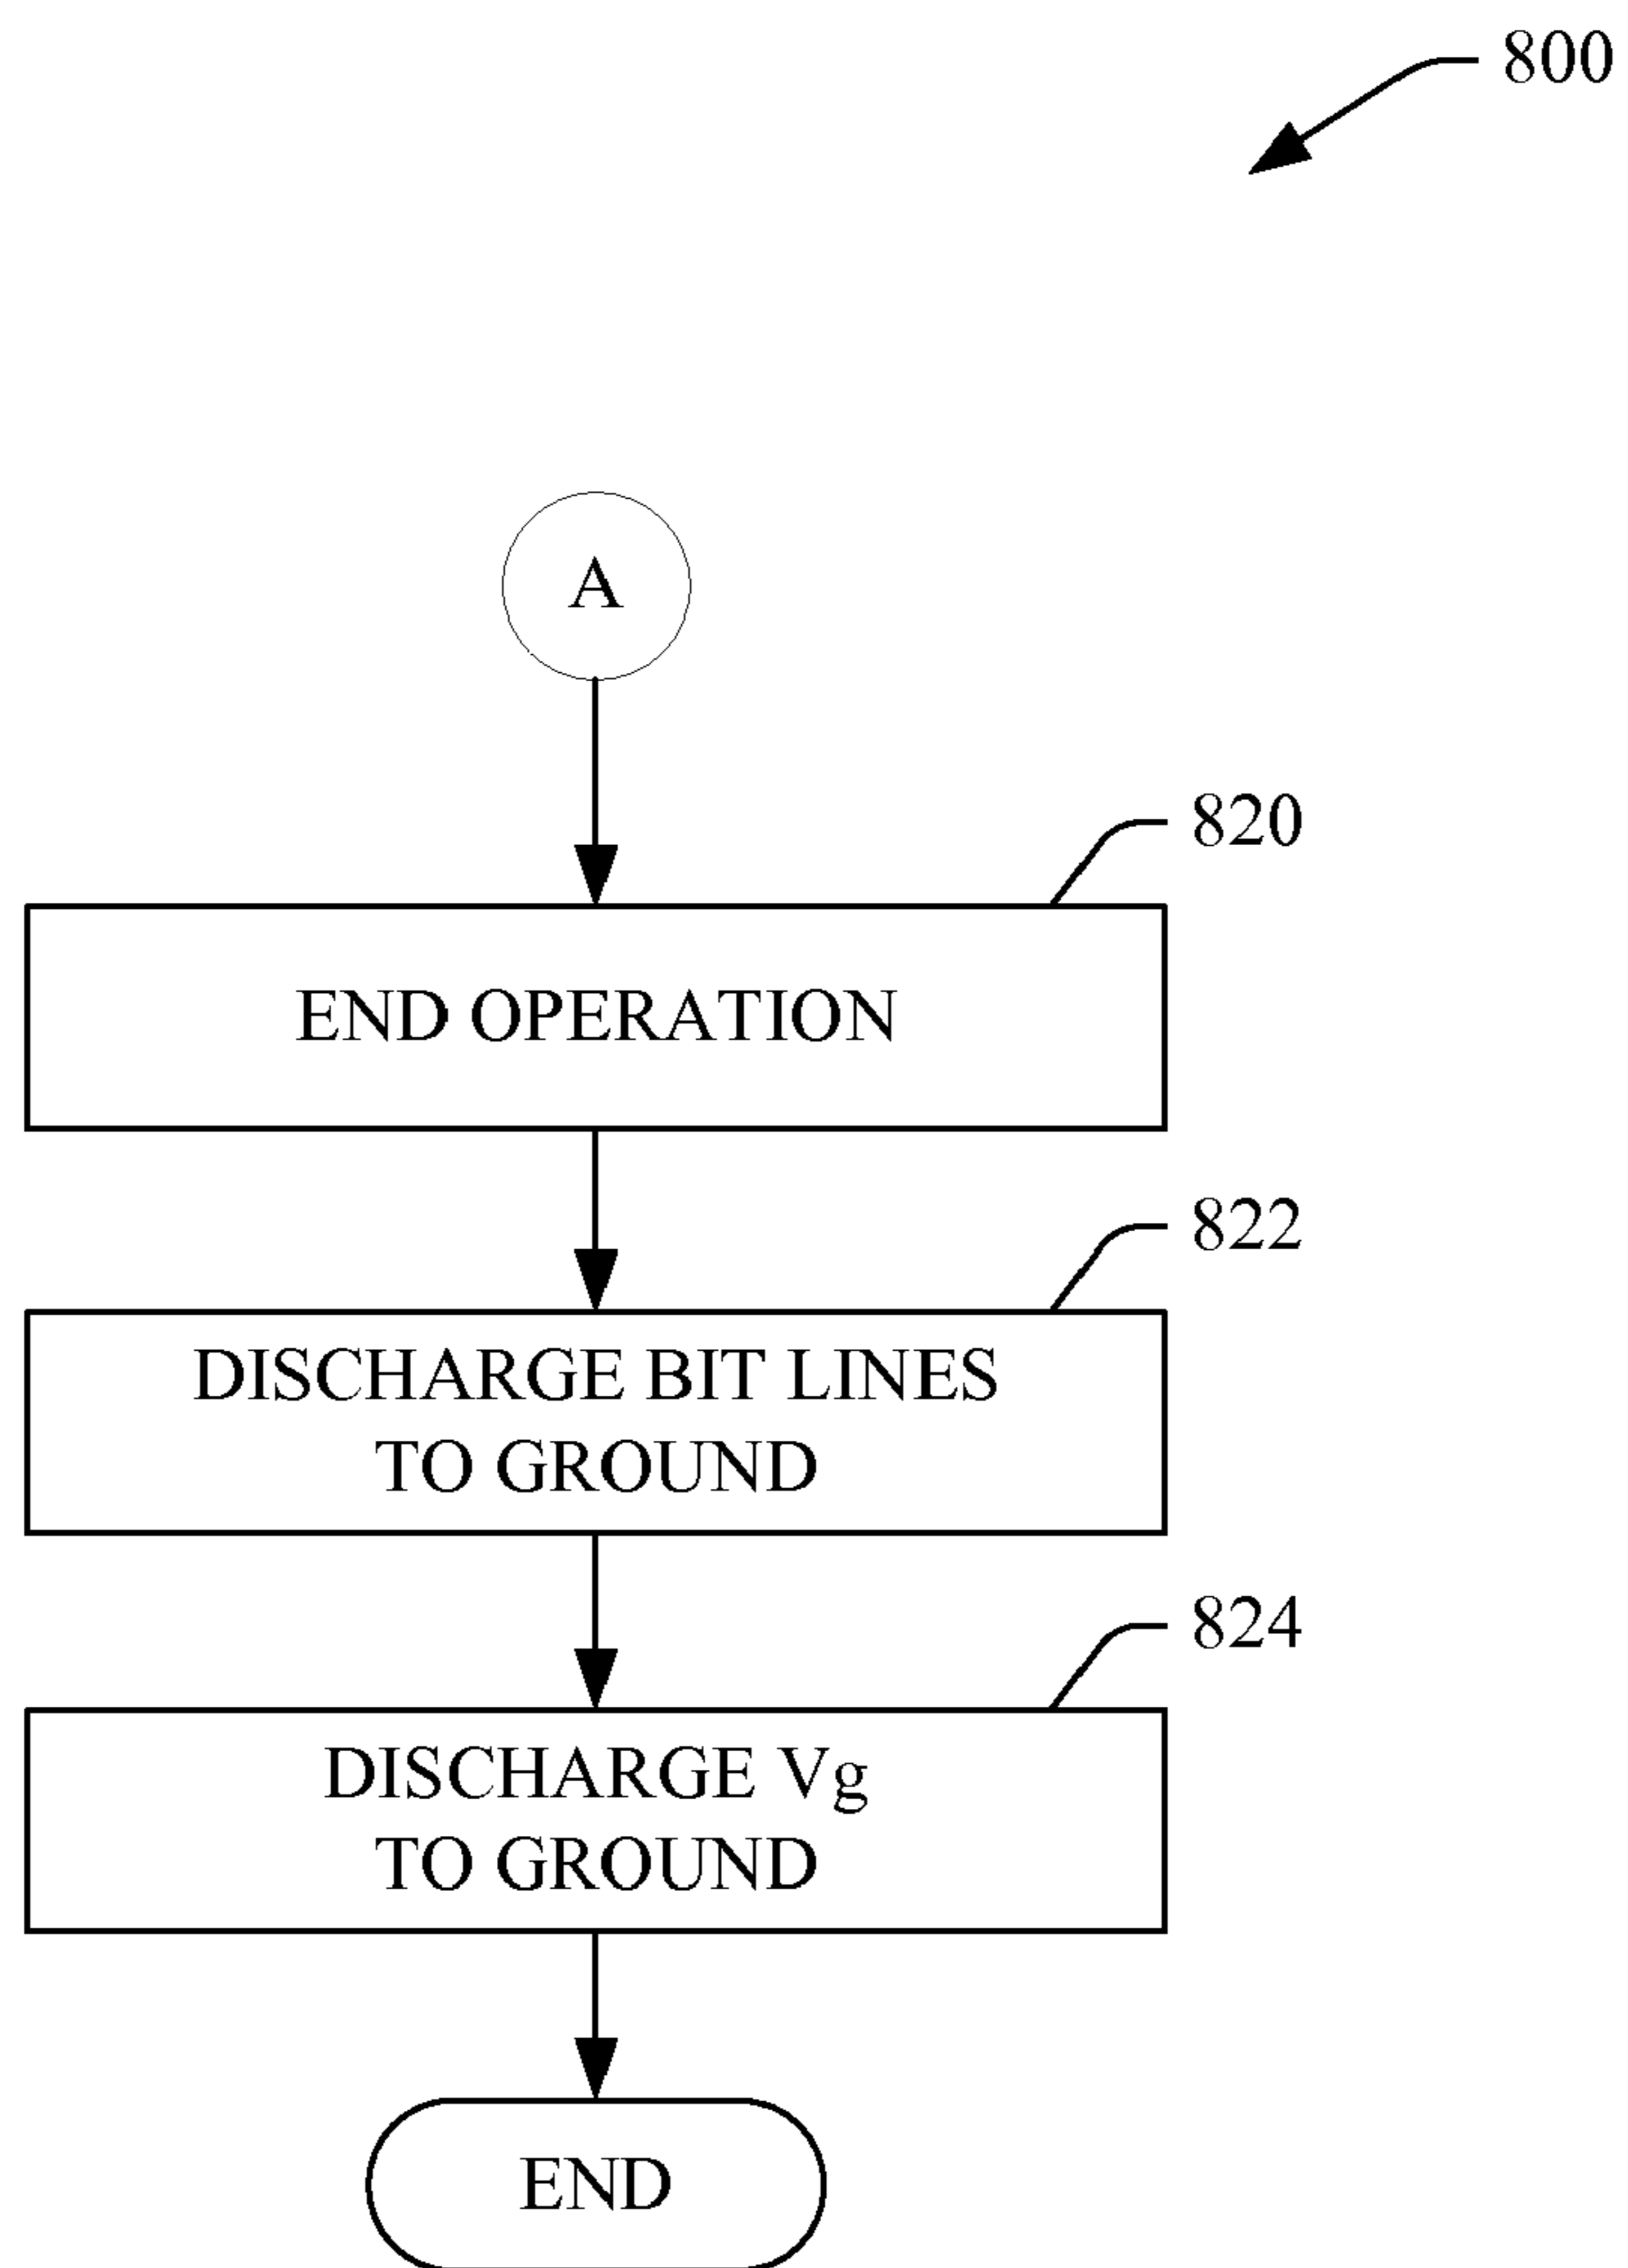 800
A
820
END OPERATION
822
DISCHARGE BIT LINES
TO GROUND
824
DISCHARGE Vg
TO GROUND
END